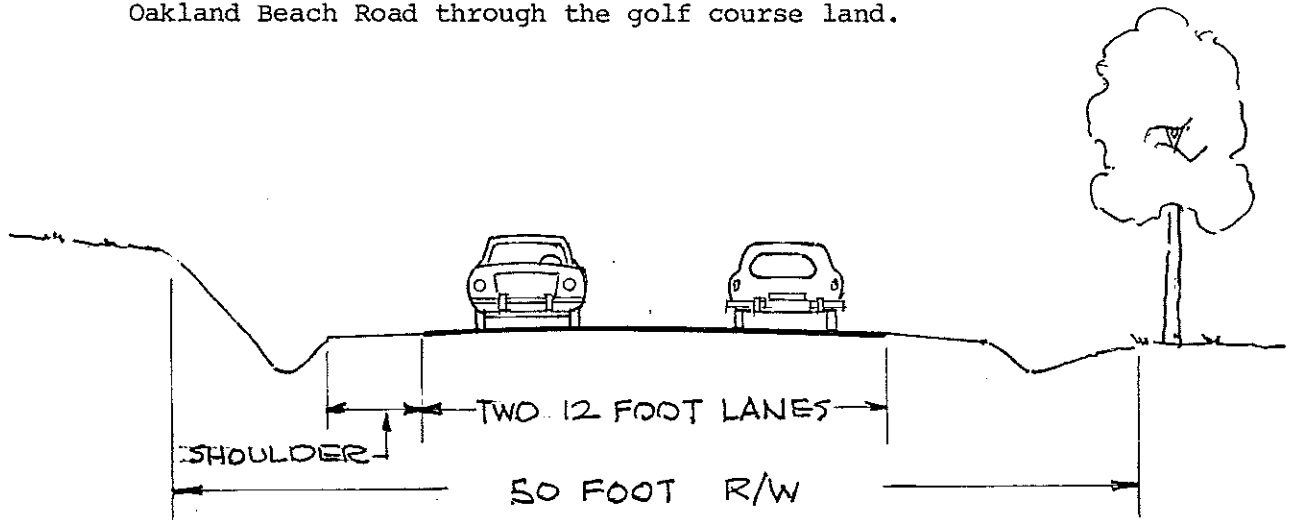 Oakland Beach Road through the golf course land.
TWO 12 FOOT LANES
SHOULDER
50 FOOT R/W